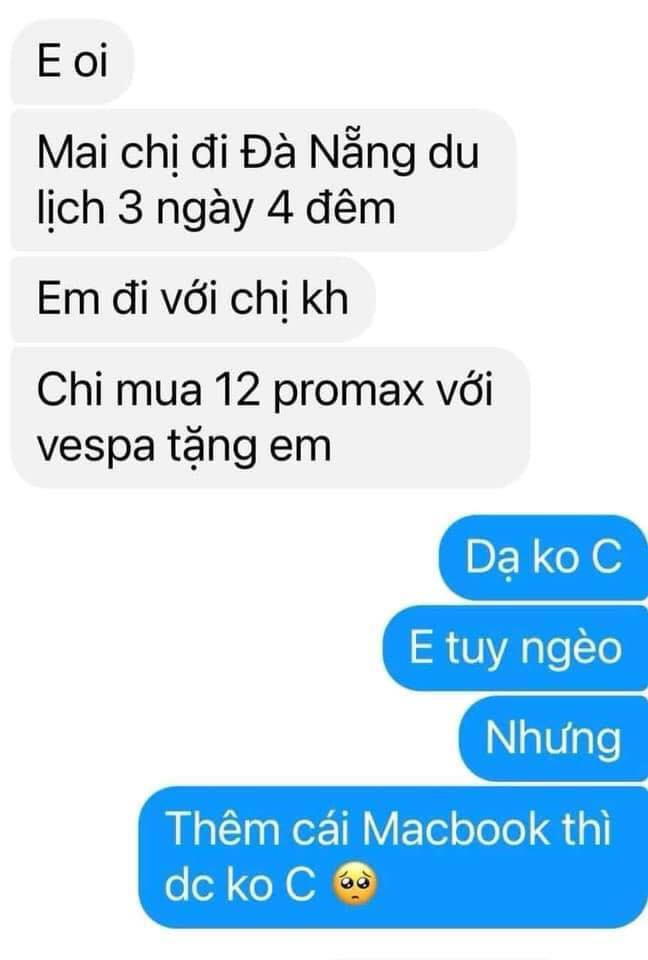 E oi
Mai chị đi Đà Nẵng du
lịch 3 ngày 4 đêm
Em đi với chị kh
Chi mua 12 promax với
vespa tặng em
Dạ ko C
E tuy ngèo
Nhưng
Thêm cái Macbook thì
dc ko C 🥺